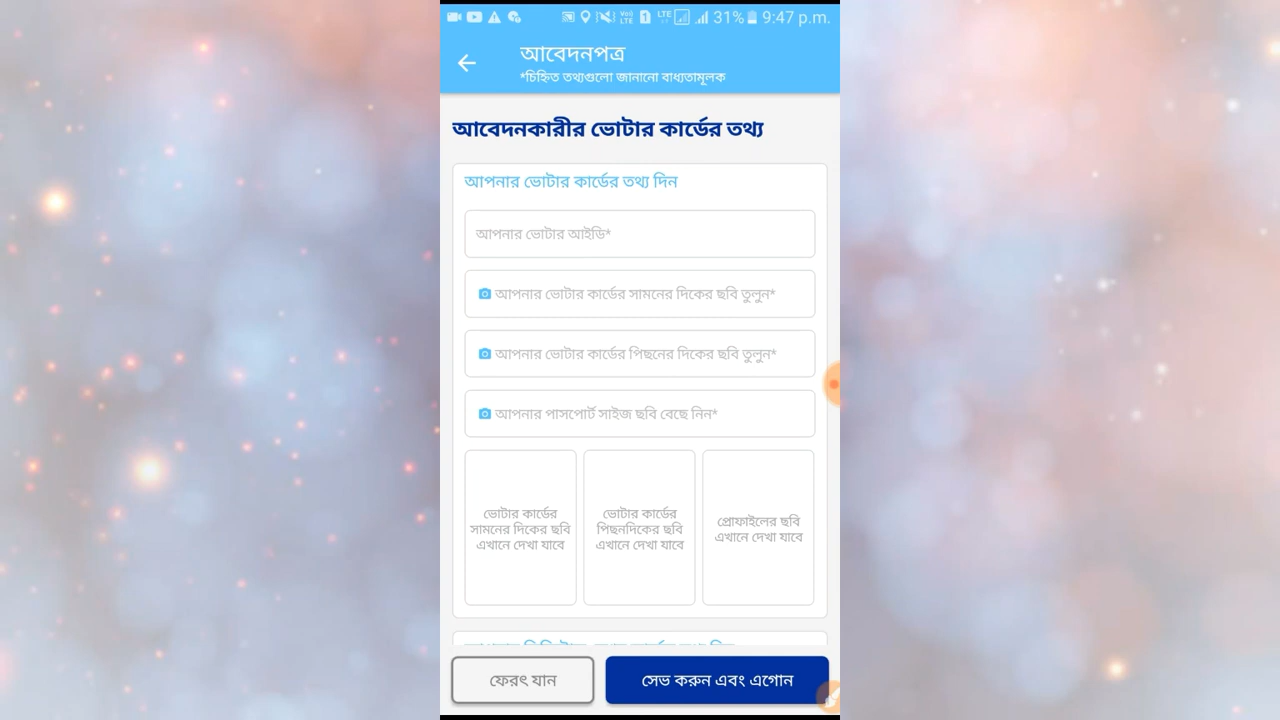 31% 9:47 p.m.
আবেদনপত্র
*চিহ্নিত তথ্যগুলো জানানো বাধ্যতামূলক
আবেদনকারীর ভোটার কার্ডের তথ্য
আপনার ভোটার কার্ডের তথ্য দিন
আপনার ভোটার আইডি*
আপনার ভোটার কার্ডের সামনের দিকের ছবি তুলুন*
আপনার ভোটার কার্ডের পিছনের দিকের ছবি তুলুন*
আপনার পাসপোর্ট সাইজ ছবি বেছে নিন*
ভোটার কার্ডের
সামনের দিকের ছবি
এখানে দেখা যাবে
ভোটার কার্ডের
পিছনদিকের ছবি
এখানে দেখা যাবে
প্রোফাইলের ছবি
এখানে দেখা যাবে
ফেরৎ যান
সেভ করুন এবং এগোন